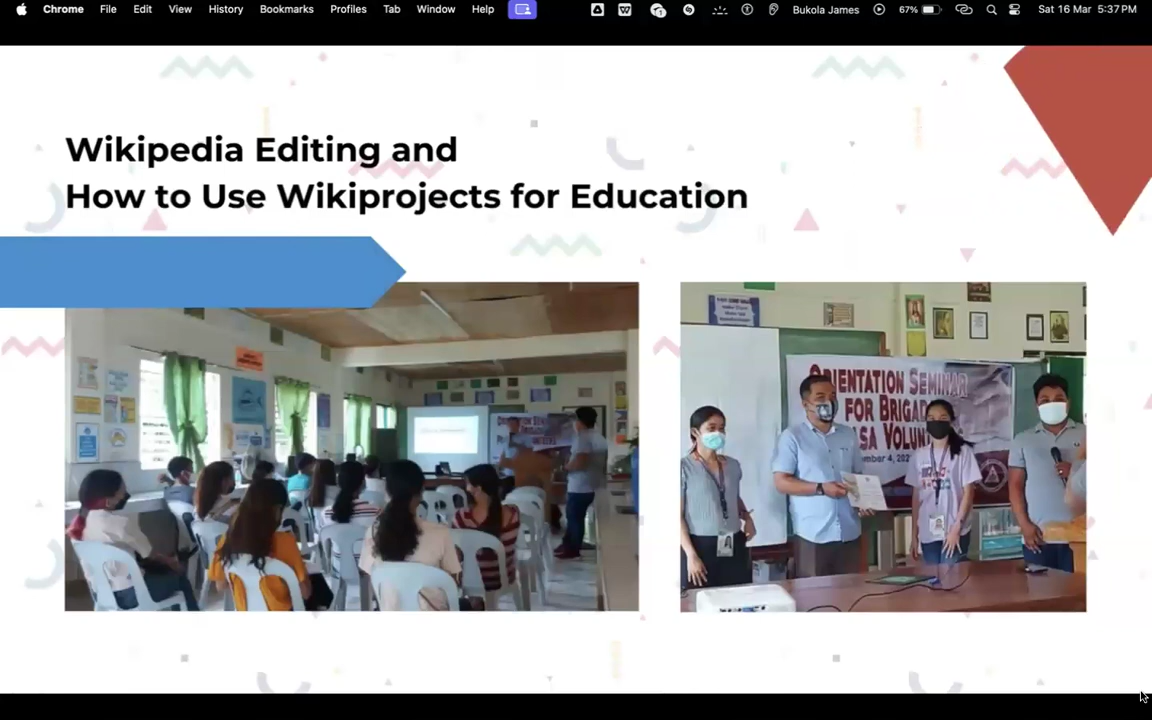 Chrome File Edit View History Bookmarks Profiles Tab Window Help Bukola James 67% Sat 16 Mar 5:37 PM
Wikipedia Editing and
How to Use Wikiprojects for Education
ORIENTATION SEMINAR
FOR BRIGADA